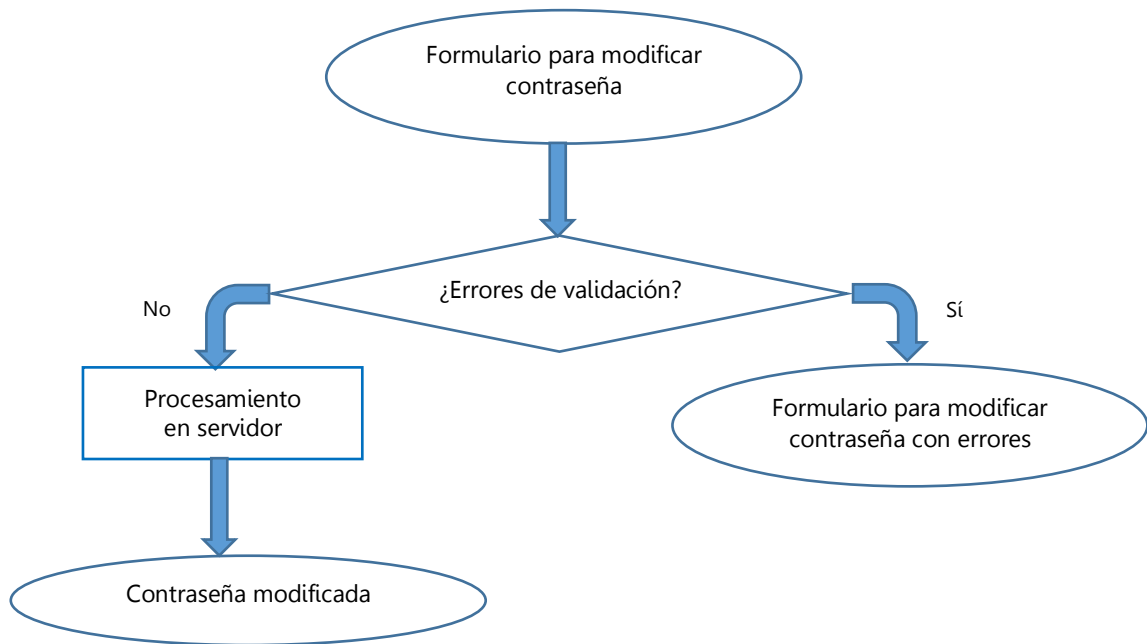 Formulario para modificar
contraseña
¿Errores de validación?
No
Sí
Procesamiento
en servidor
Formulario para modificar
contraseña con errores
Contraseña modificada